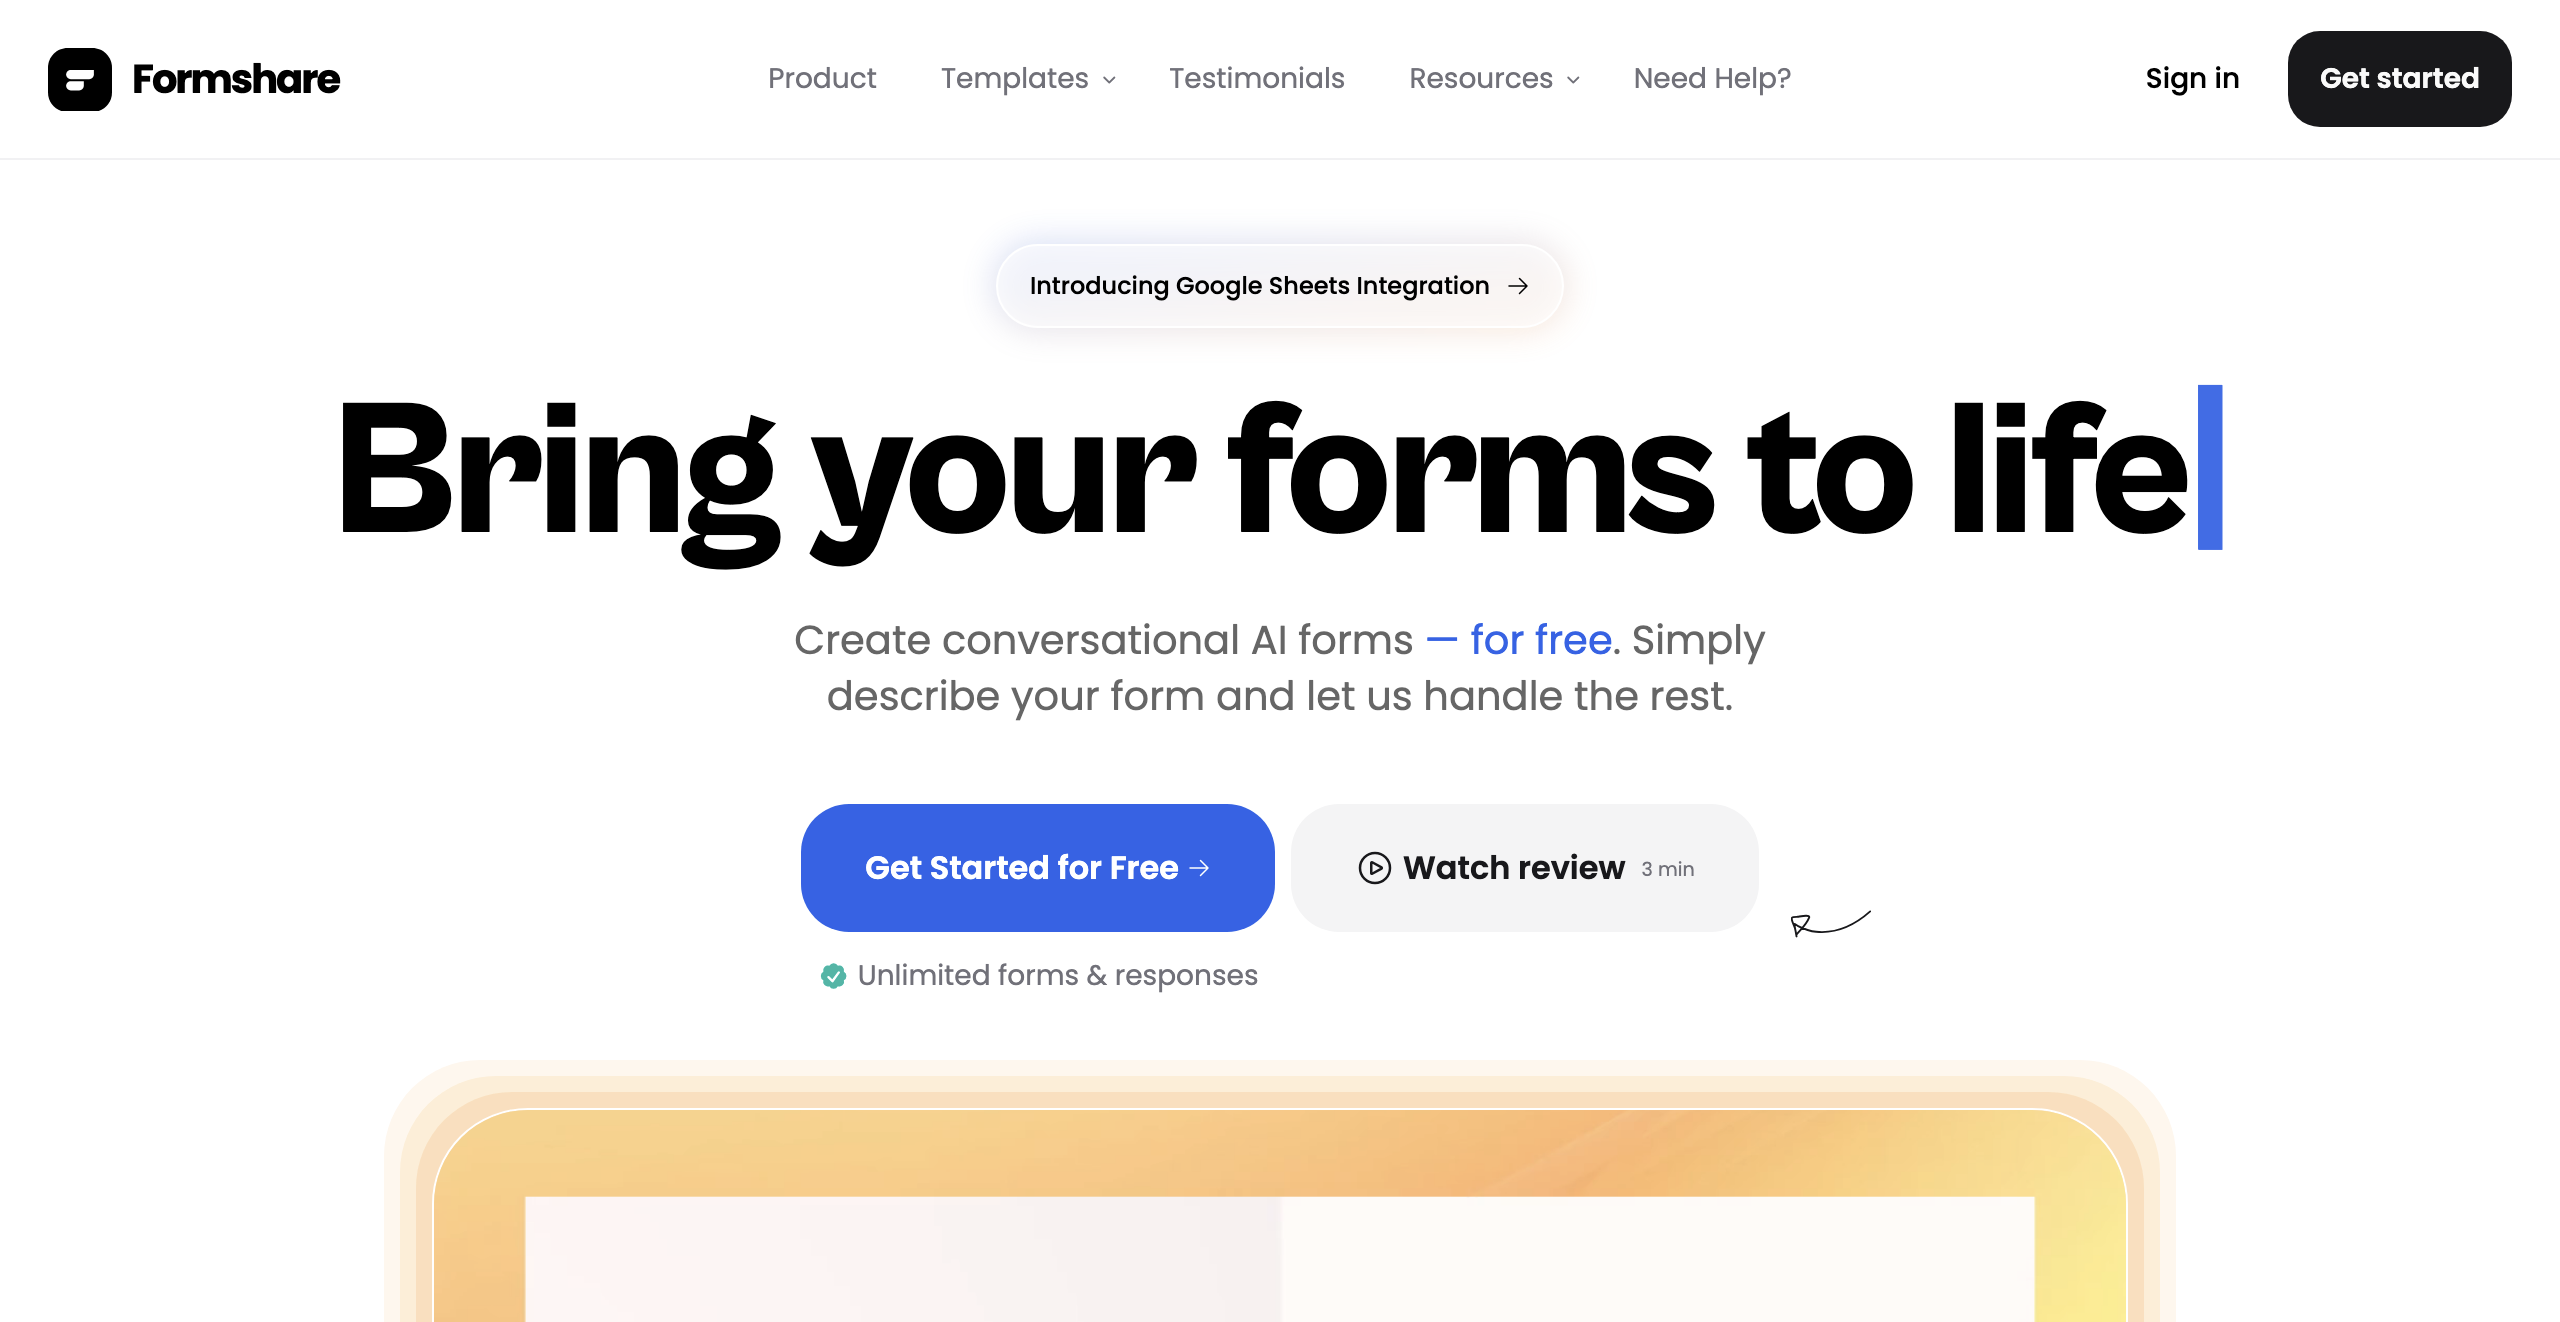 Formshare
Product
Templates
Testimonials
Resources
Need Help?
Sign in
Get started
Introducing Google Sheets Integration →
Bring your forms to life
Create conversational AI forms — for free. Simply
describe your form and let us handle the rest.
Get Started for Free →
Watch review 3 min
Unlimited forms & responses